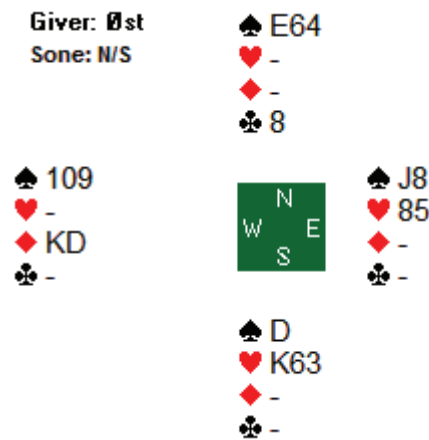 Giver: Øst
Sone: N/S
♠ E64
♥ -
♦ -
♣ 8
♠ 109
♥ -
♦ KD
♣ -
N
W E
S
♠ J8
♥ 85
♦ -
♣ -
♠ D
♥ K63
♦ -
♣ -